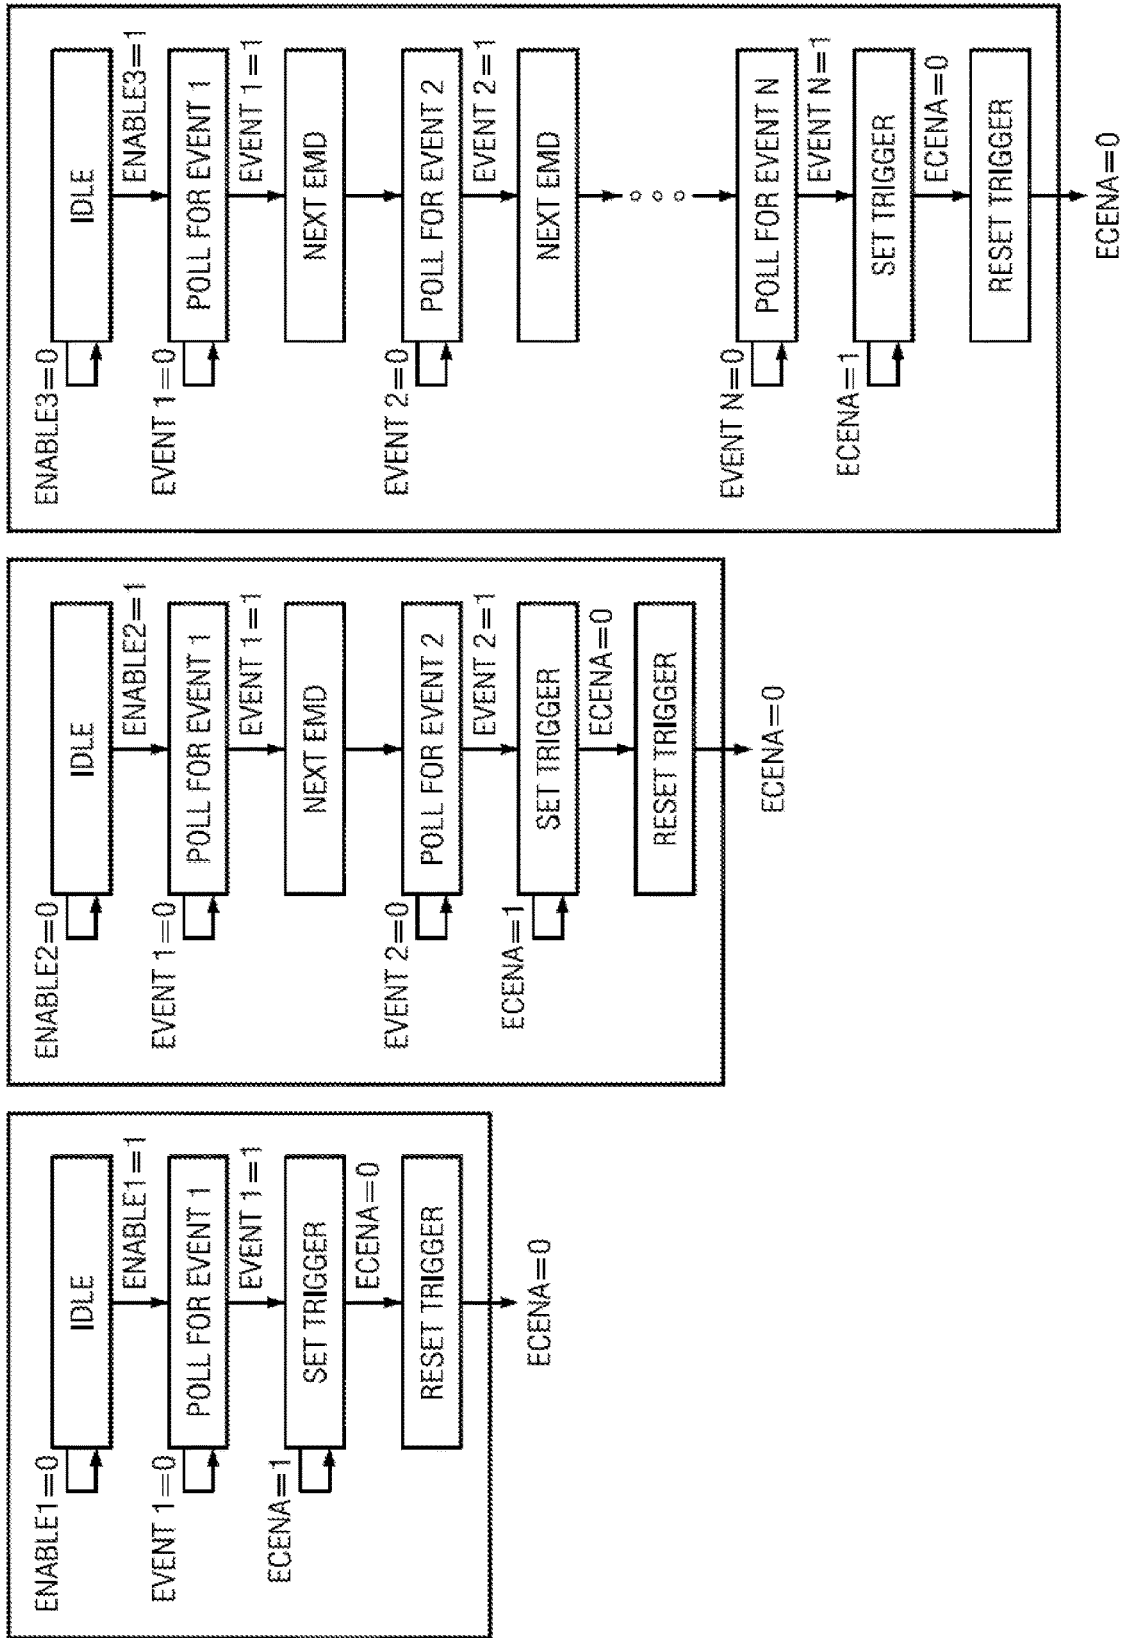 ENABLE1=0
IDLE
ENABLE1=1
EVENT 1=0
POLL FOR EVENT 1
EVENT 1=1
ECENA=1
SET TRIGGER
ECENA=0
RESET TRIGGER
ECENA=0
ENABLE2=0
IDLE
ENABLE2=1
EVENT 1=0
POLL FOR EVENT 1
EVENT 1=1
NEXT EMD
EVENT 2=0
POLL FOR EVENT 2
EVENT 2=1
ECENA=1
SET TRIGGER
ECENA=0
RESET TRIGGER
ECENA=0
ENABLE3=0
IDLE
ENABLE3=1
EVENT 1=0
POLL FOR EVENT 1
EVENT 1=1
NEXT EMD
EVENT 2=0
POLL FOR EVENT 2
EVENT 2=1
NEXT EMD
EVENT N=0
POLL FOR EVENT N
EVENT N=1
ECENA=1
SET TRIGGER
ECENA=0
RESET TRIGGER
ECENA=0